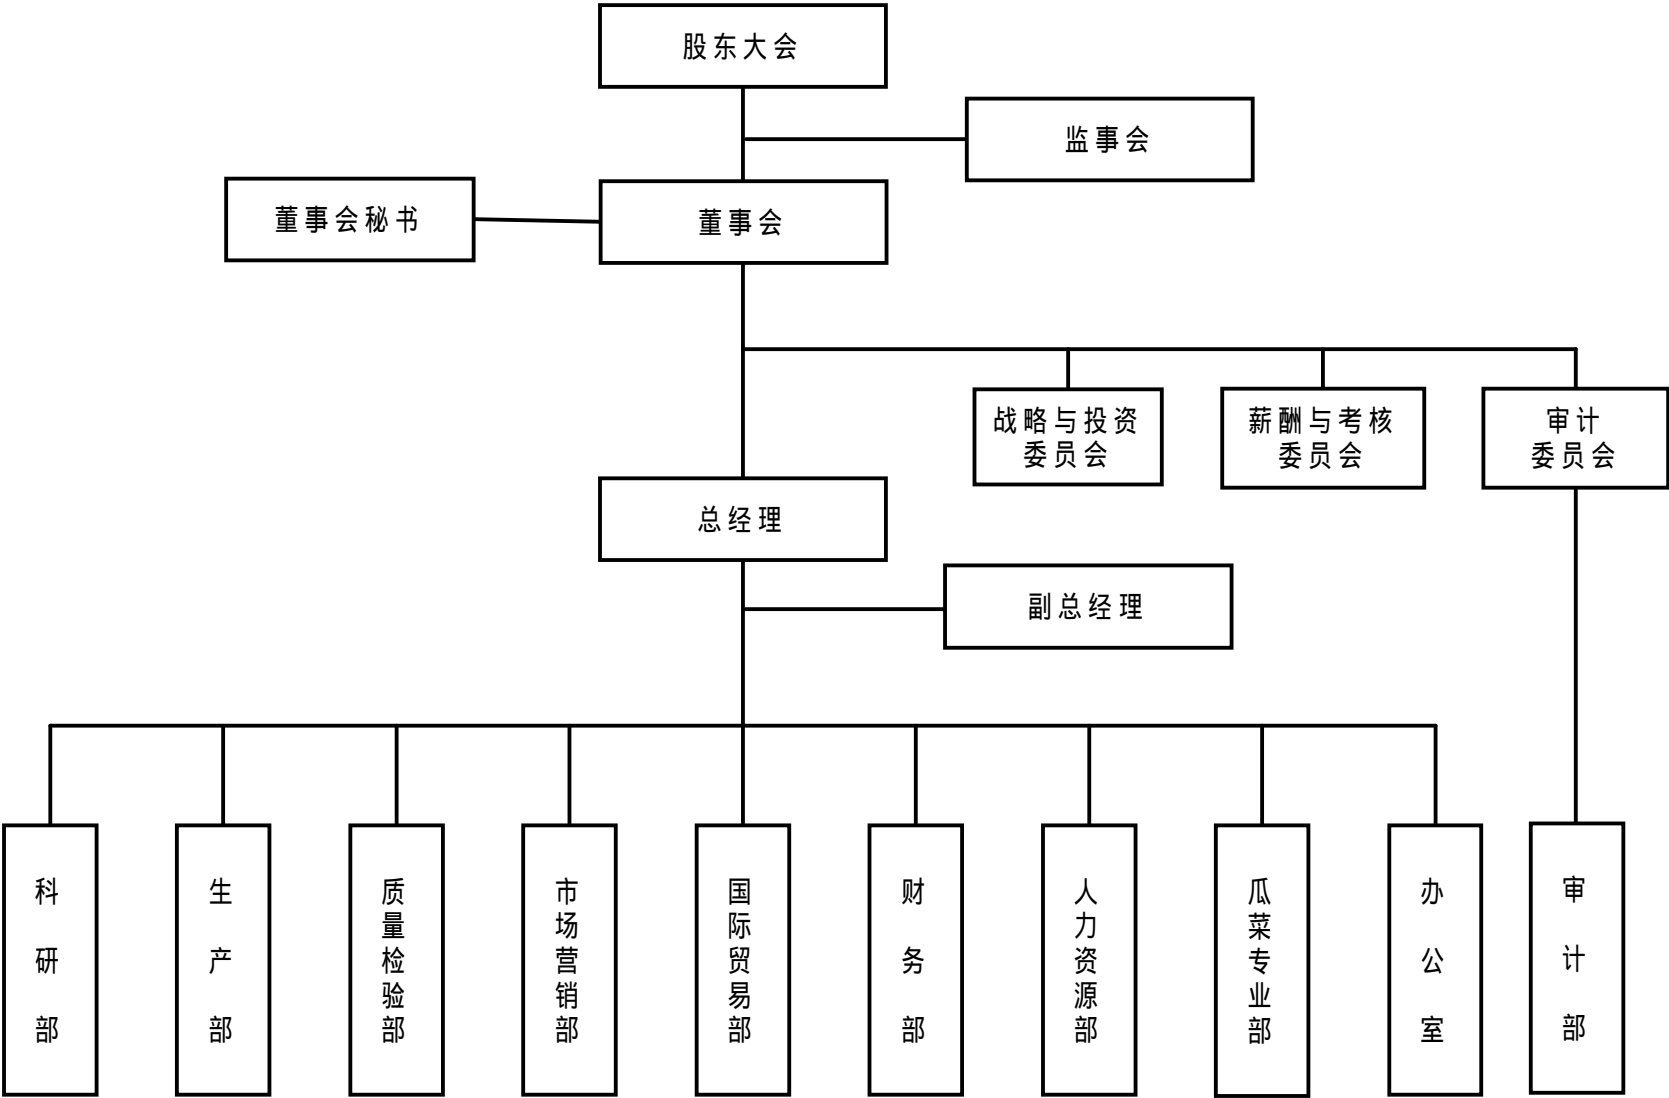 股东大会
监事会
董事会秘书
董事会
战略与投资
委员会
薪酬与考核
委员会
审计
委员会
总经理
副总经理
科研部
生产部
质量检验部
市场营销部
国际贸易部
财务部
人力资源部
瓜菜专业部
办公室
审计部